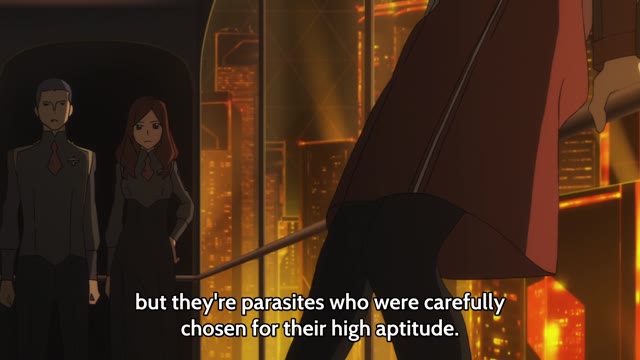 but they're parasites who were carefully
chosen for their high aptitude.